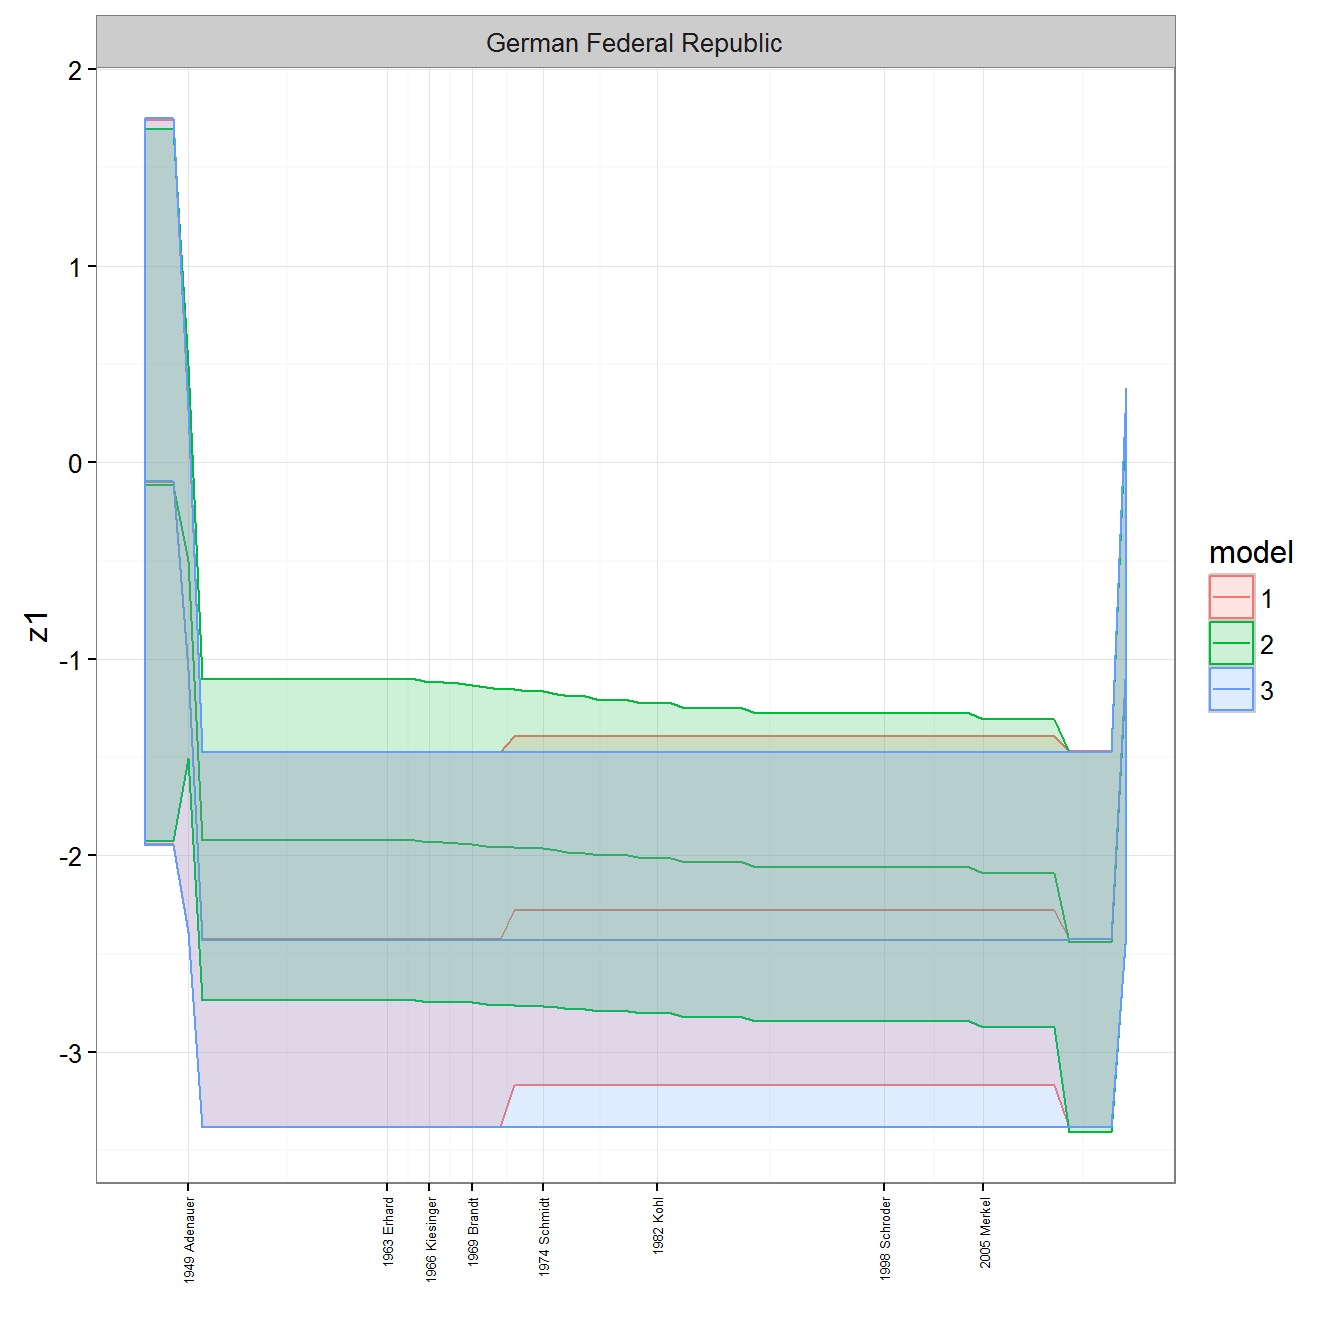 German Federal Republic
2
1
0
-1
-2
-3
z1
1949 Adenauer
1963 Erhard
1966 Kiesinger
1969 Brandt
1974 Schmidt
1982 Kohl
1998 Schroder
2005 Merkel
model
1
2
3